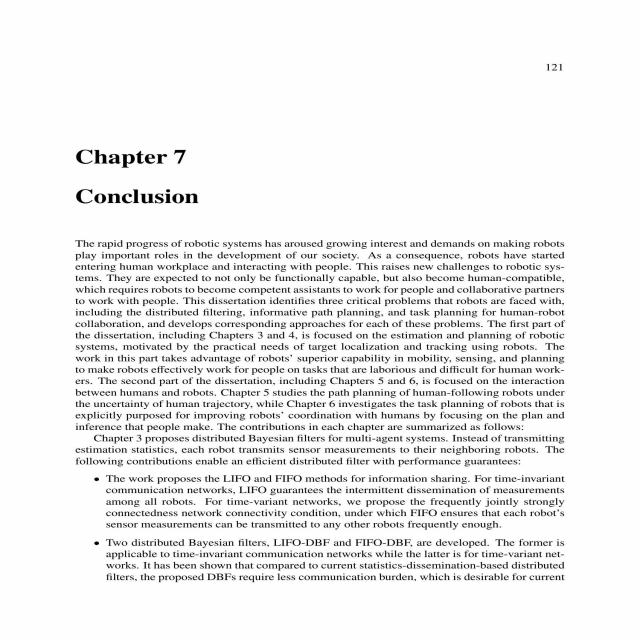 121
Chapter 7
Conclusion
The rapid progress of robotic systems has aroused growing interest and demands on making robots
play important roles in the development of our society. As a consequence, robots have started
entering human workplace and interacting with people. This raises new challenges to robotic sys-
tems. They are expected to not only be functionally capable, but also become human-compatible,
which requires robots to become competent assistants to work for people and collaborative partners
to work with people. This dissertation identifies three critical problems that robots are faced with,
including the distributed filtering, informative path planning, and task planning for human-robot
collaboration, and develops corresponding approaches for each of these problems. The first part of
the dissertation, including Chapters 3 and 4, is focused on the estimation and planning of robotic
systems, motivated by the practical needs of target localization and tracking using robots. The
work in this part takes advantage of robots' superior capability in mobility, sensing, and planning
to make robots effectively work for people on tasks that are laborious and difficult for human work-
ers. The second part of the dissertation, including Chapters 5 and 6, is focused on the interaction
between humans and robots. Chapter 5 studies the path planning of human-following robots under
the uncertainty of human trajectory, while Chapter 6 investigates the task planning of robots that is
explicitly purposed for improving robots' coordination with humans by focusing on the plan and
inference that people make. The contributions in each chapter are summarized as follows:
Chapter 3 proposes distributed Bayesian filters for multi-agent systems. Instead of transmitting
estimation statistics, each robot transmits sensor measurements to their neighboring robots. The
following contributions enable an efficient distributed filter with performance guarantees:
• The work proposes the LIFO and FIFO methods for information sharing. For time-invariant
communication networks, LIFO guarantees the intermittent dissemination of measurements
among all robots. For time-variant networks, we propose the frequently jointly strongly
connectedness network connectivity condition, under which FIFO ensures that each robot's
sensor measurements can be transmitted to any other robots frequently enough.
• Two distributed Bayesian filters, LIFO-DBF and FIFO-DBF, are developed. The former is
applicable to time-invariant communication networks while the latter is for time-variant net-
works. It has been shown that compared to current statistics-dissemination-based distributed
filters, the proposed DBFs require less communication burden, which is desirable for current